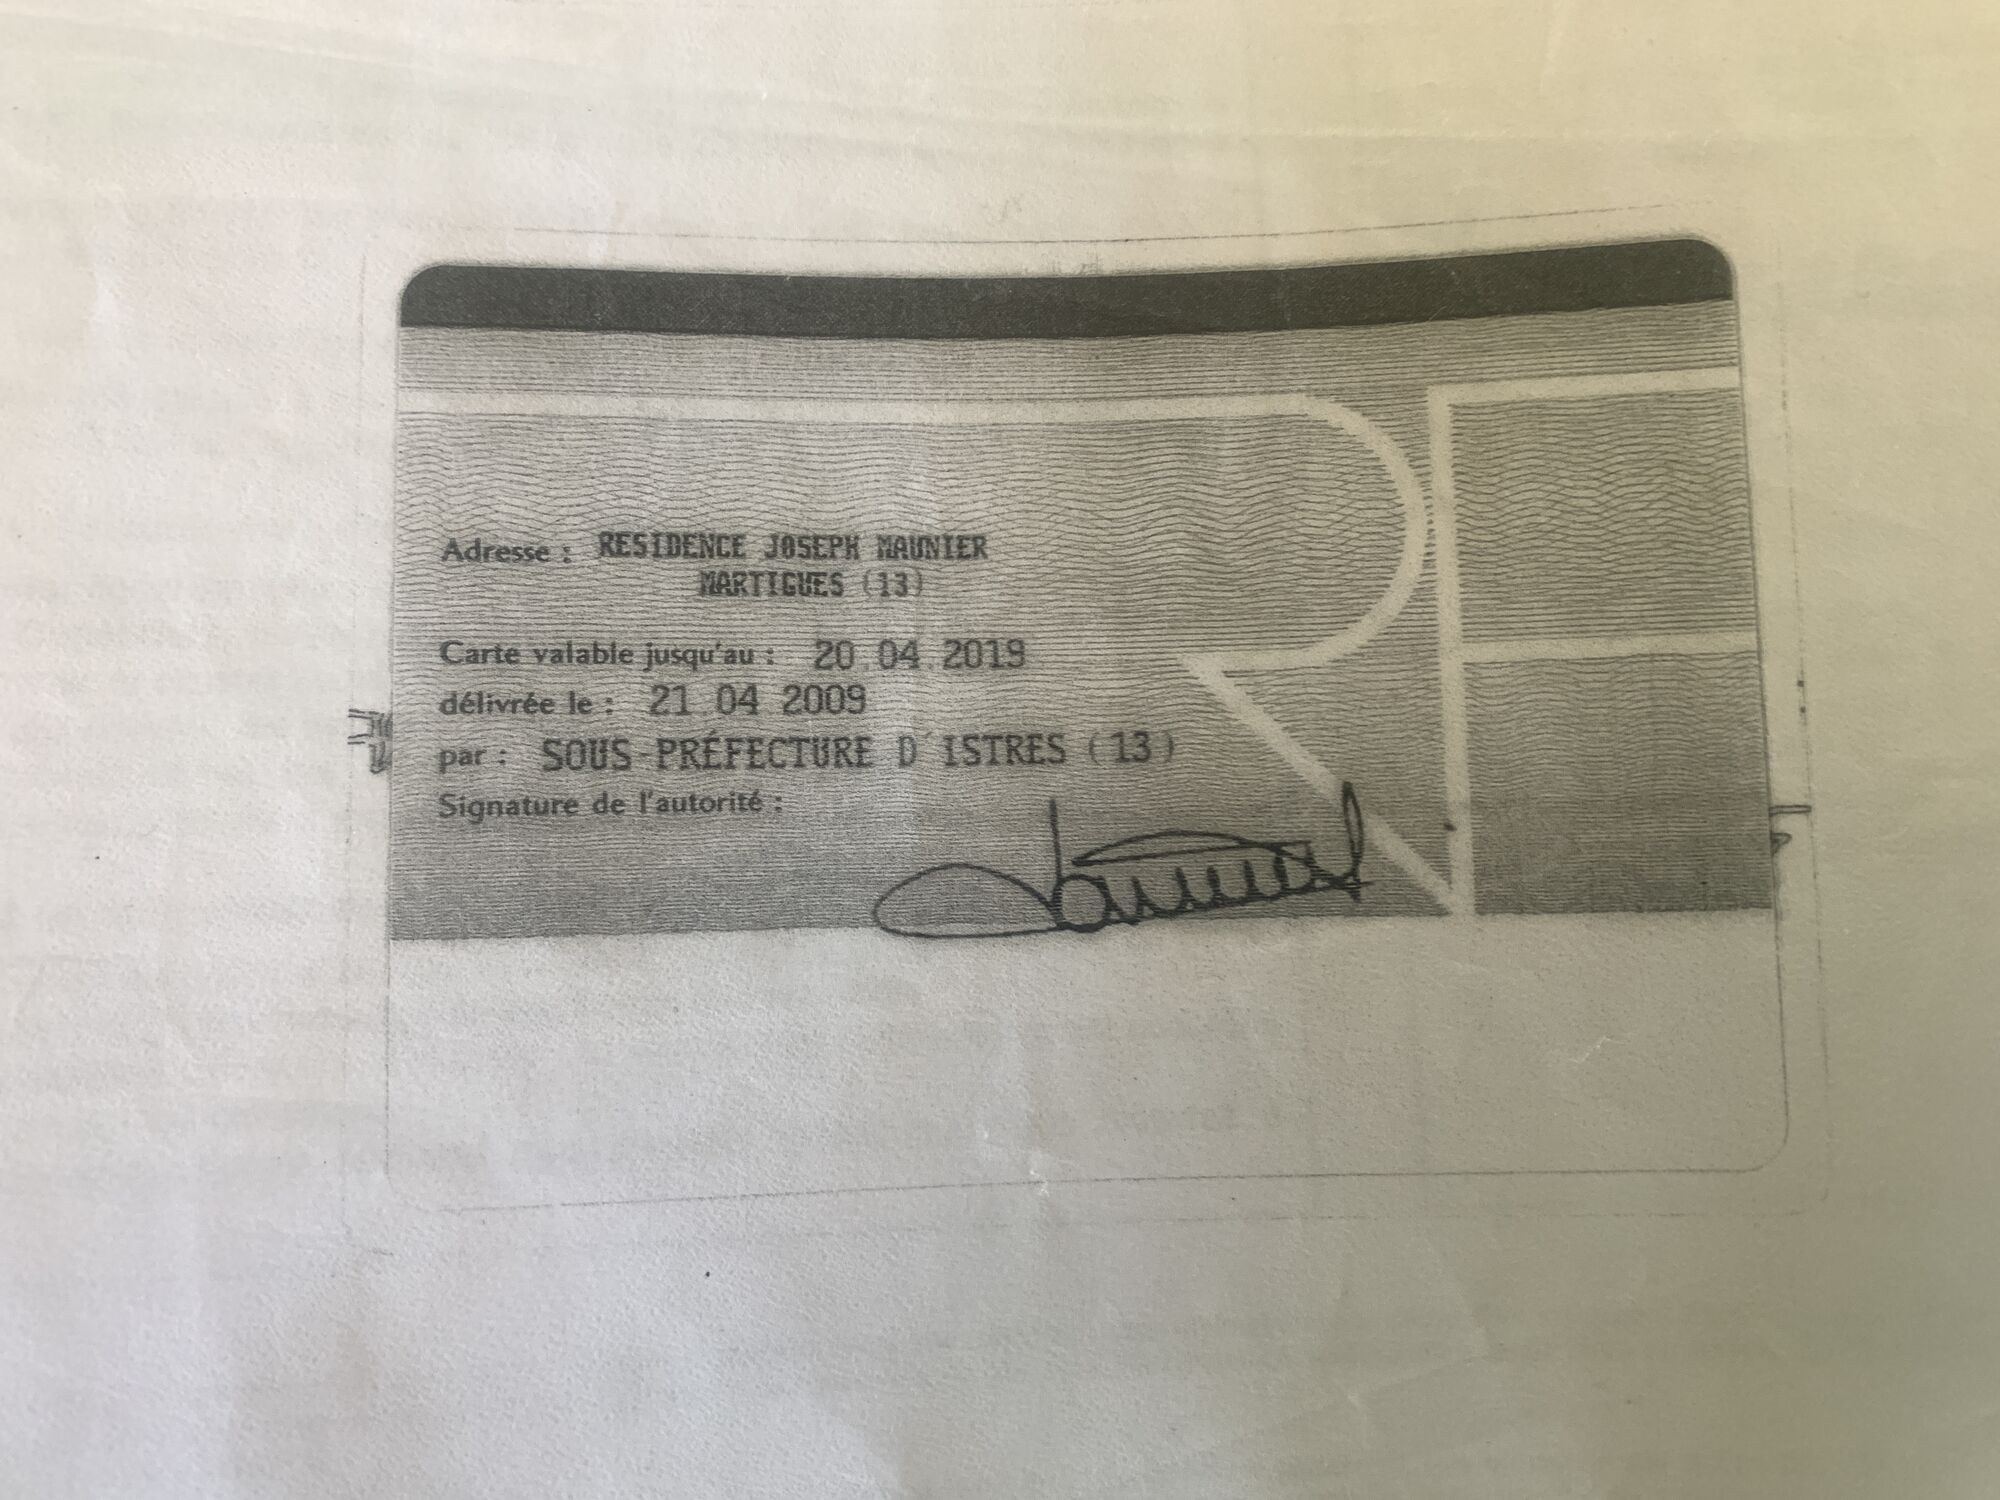 Adresse : RESIDENCE JOSEPH MAUNIER
MARTIGUES (13)
Carte valable jusqu'au : 20.04.2019
délivrée le : 21 04 2009
par : SOUS-PRÉFECTURE D'ISTRES (13)
Signature de l'autorité :
RF